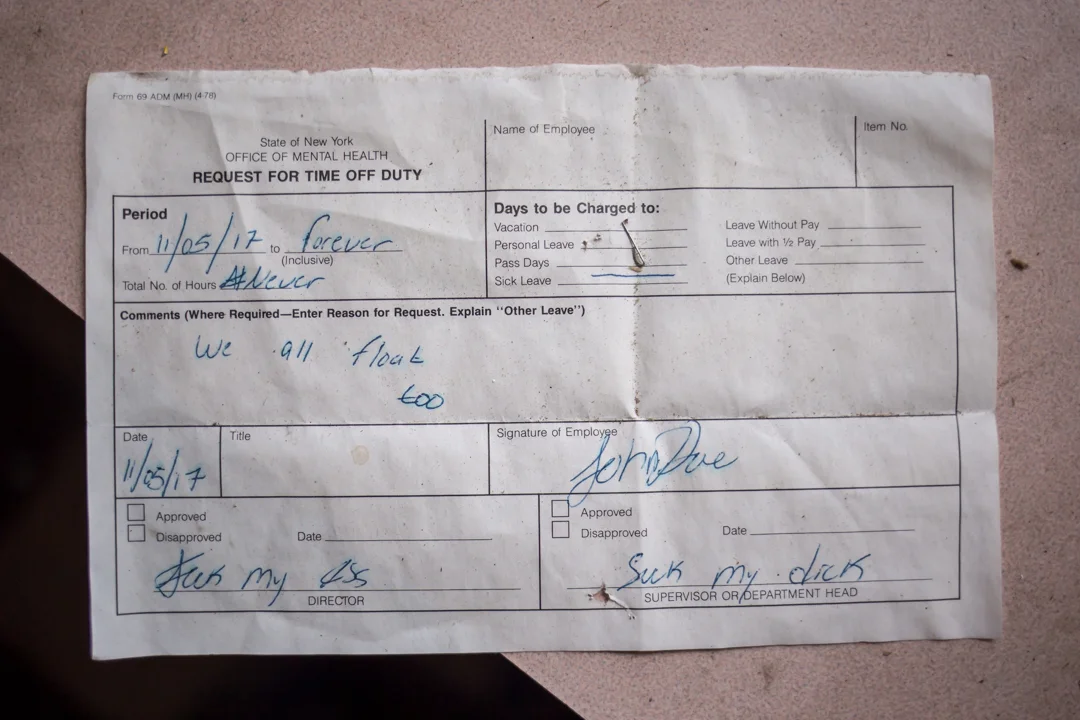 Form 69 ADM (MH) (4-78)
State of New York
OFFICE OF MENTAL HEALTH
REQUEST FOR TIME OFF DUTY
Name of Employee
Item No.
Period
From 11/05/17 to forever
(Inclusive)
Total No. of Hours Never
Days to be Charged to:
Vacation
Personal Leave
Pass Days
Sick Leave
Leave Without Pay
Leave with ½ Pay
Other Leave
(Explain Below)
Comments (Where Required—Enter Reason for Request. Explain "Other Leave")
We all float
too
Date
11/05/17
Title
Signature of Employee
John Doe
Approved
Disapproved
Date
my ass
DIRECTOR
Approved
Disapproved
Date
Suck my dick
SUPERVISOR OR DEPARTMENT HEAD